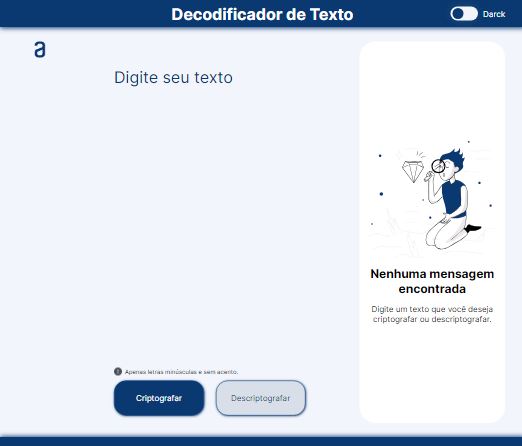 Decodificador de Texto
Darck
a
Digite seu texto
Nenhuma mensagem
encontrada
Digite um texto que você deseja
criptografar ou descriptografar.
Apenas letras minúsculas e sem acento.
Criptografar
Descriptografar